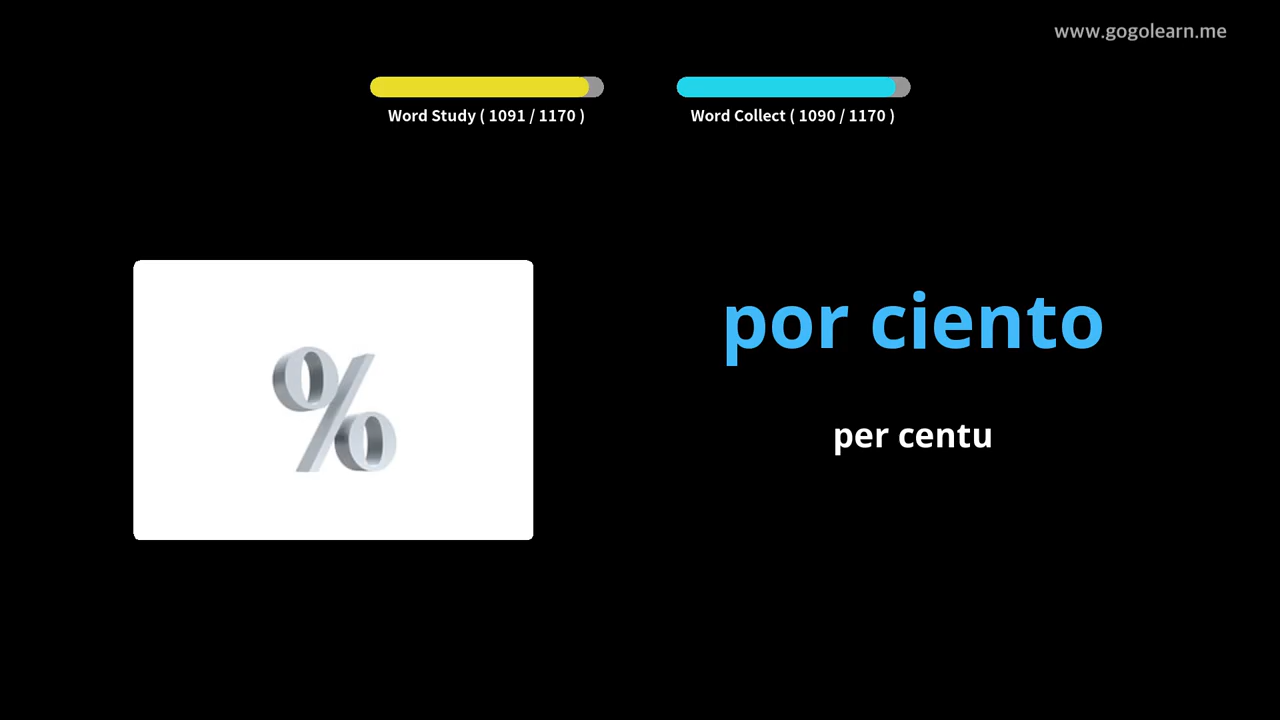 www.gogolearn.me
Word Study ( 1091 / 1170 )
Word Collect ( 1090 / 1170 )
%
por ciento
per centu